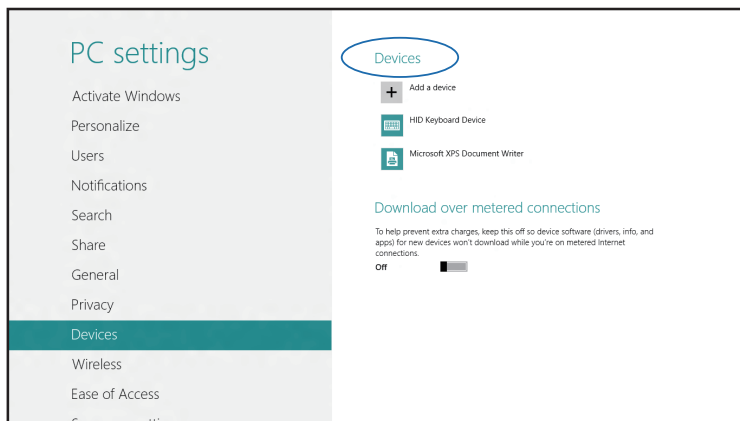 PC settings
Activate Windows
Personalize
Users
Notifications
Search
Share
General
Privacy
Devices
Wireless
Ease of Access
Devices
Add a device
HID Keyboard Device
Microsoft XPS Document Writer
Download over metered connections
To help prevent extra charges, keep this off so device software (drivers, info, and
apps) for new devices won't download while you're on metered Internet
connections.
Off